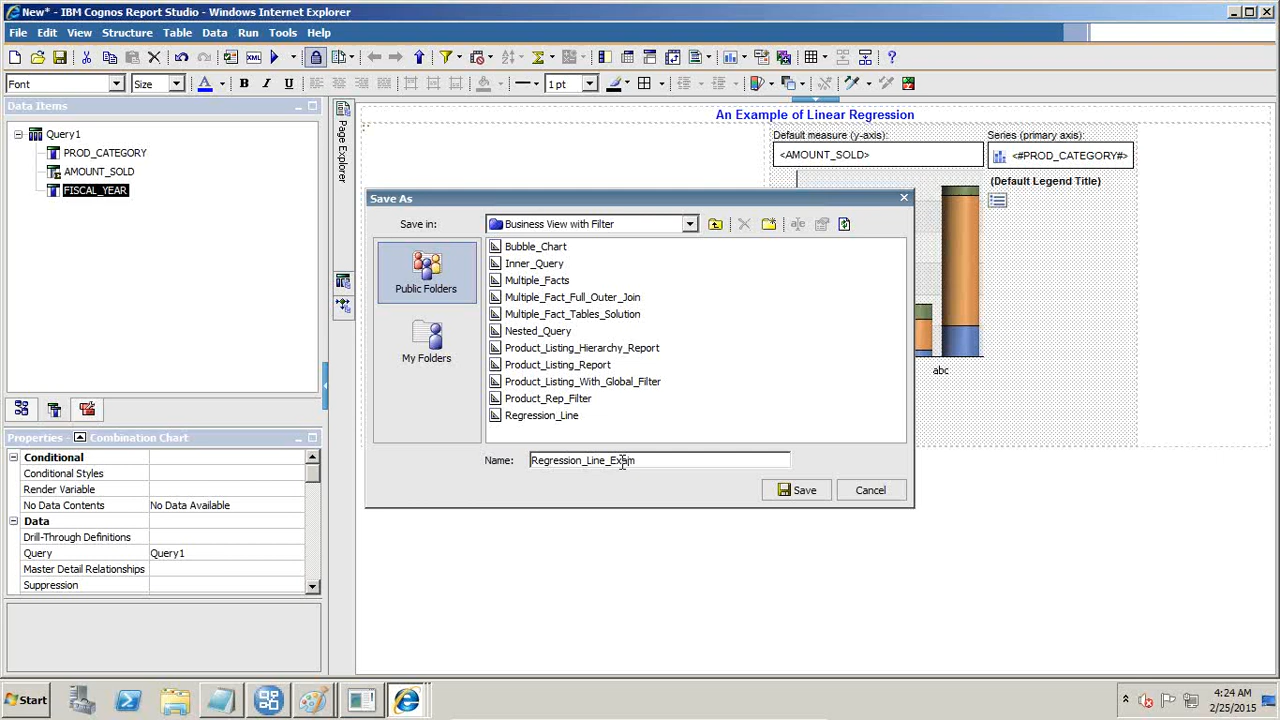 New* - IBM Cognos Report Studio - Windows Internet Explorer
File Edit View Structure Table Data Run Tools Help
Font Size 1 pt
Data Items
Query1
PROD_CATEGORY
AMOUNT_SOLD
FISCAL_YEAR
Page Explorer
An Example of Linear Regression
Default measure (y-axis):
<AMOUNT_SOLD>
Series (primary axis):
<#PROD_CATEGORY#>
(Default Legend Title)
abc
Save As
Save in: Business View with Filter
Public Folders
My Folders
Bubble_Chart
Inner_Query
Multiple_Facts
Multiple_Fact_Full_Outer_Join
Multiple_Fact_Tables_Solution
Nested_Query
Product_Listing_Hierarchy_Report
Product_Listing_Report
Product_Listing_With_Global_Filter
Product_Rep_Filter
Regression_Line
Name: Regression_Line_Exam
Save Cancel
Properties - Combination Chart
Conditional
Conditional Styles
Render Variable
No Data Contents No Data Available
Data
Drill-Through Definitions
Query Query1
Master Detail Relationships
Suppression
Start
4:24 AM
2/25/2015